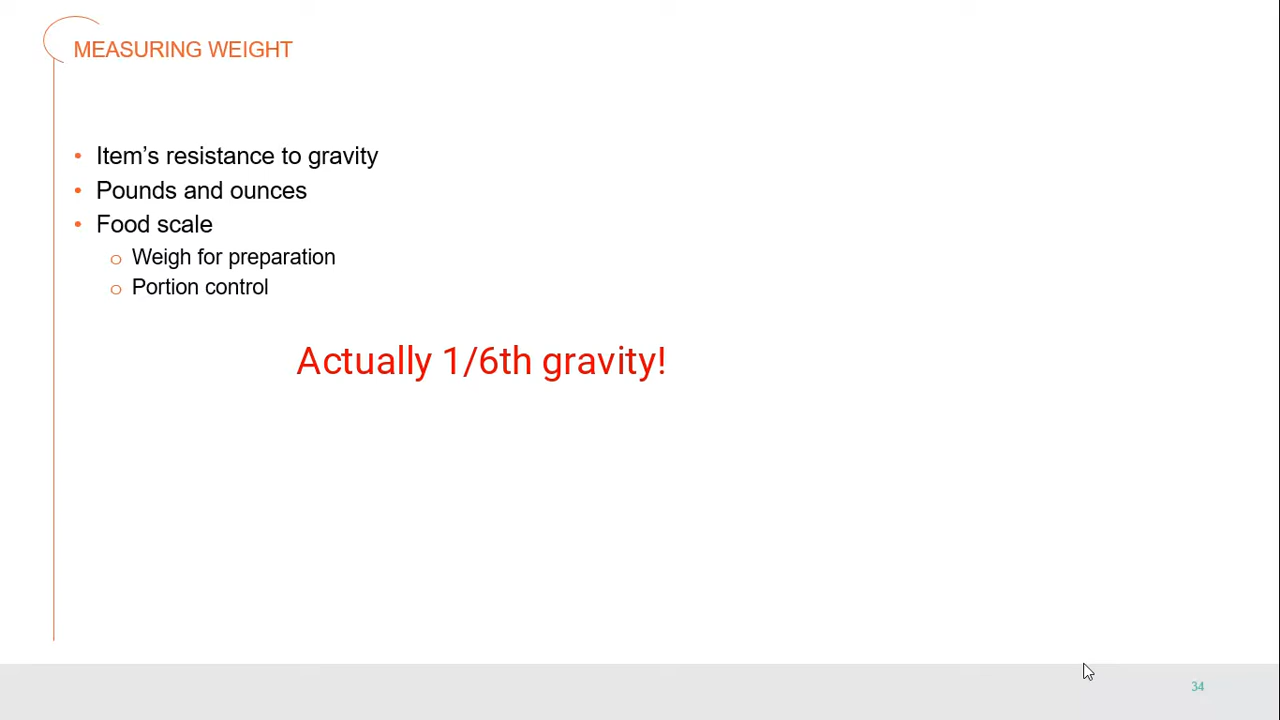 MEASURING WEIGHT
• Item’s resistance to gravity
• Pounds and ounces
• Food scale
o Weigh for preparation
o Portion control
Actually 1/6th gravity!
34